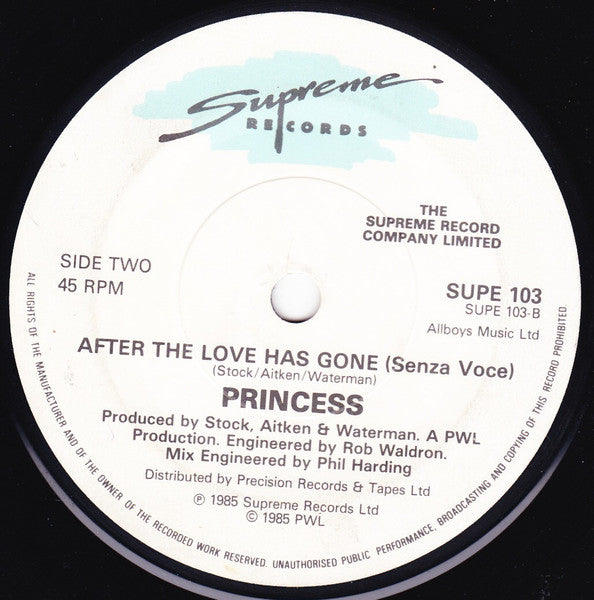 Supreme
RECORDS
THE
SUPREME RECORD
COMPANY LIMITED
SIDE TWO
45 RPM
SUPE 103
SUPE 103-B
Allboys Music Ltd
AFTER THE LOVE HAS GONE (Senza Voce)
(Stock/Aitken/Waterman)
PRINCESS
Produced by Stock, Aitken & Waterman. A PWL
Production. Engineered by Rob Waldron.
Mix Engineered by Phil Harding
Distributed by Precision Records & Tapes Ltd
℗ 1985 Supreme Records Ltd
© 1985 PWL
ALL RIGHTS OF THE MANUFACTURER AND OF THE OWNER OF THE RECORDED WORK RESERVED. UNAUTHORISED PUBLIC PERFORMANCE, BROADCASTING AND COPYING OF THIS RECORD PROHIBITED.